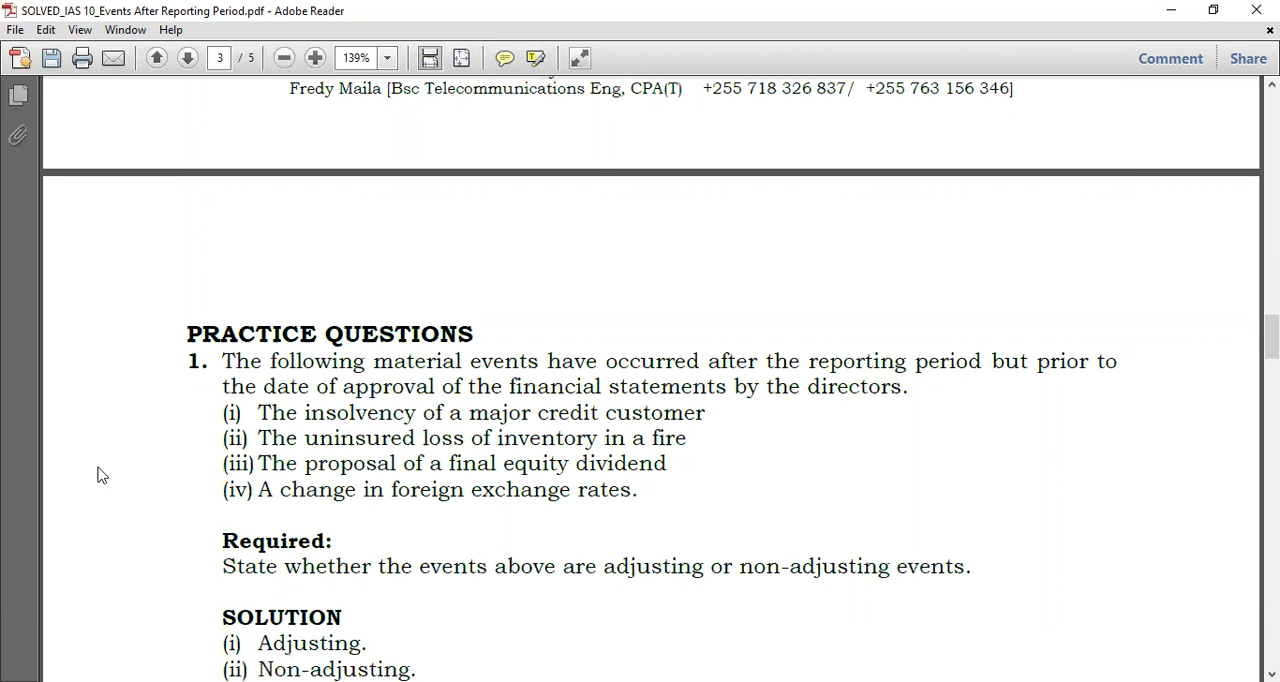 SOLVED_IAS 10_Events After Reporting Period.pdf - Adobe Reader
File Edit View Window Help
3 / 5 139% Comment Share
Fredy Maila [Bsc Telecommunications Eng, CPA(T) +255 718 326 837/ +255 763 156 346]
PRACTICE QUESTIONS
1. The following material events have occurred after the reporting period but prior to
the date of approval of the financial statements by the directors.
(i) The insolvency of a major credit customer
(ii) The uninsured loss of inventory in a fire
(iii) The proposal of a final equity dividend
(iv) A change in foreign exchange rates.
Required:
State whether the events above are adjusting or non-adjusting events.
SOLUTION
(i) Adjusting.
(ii) Non-adjusting.